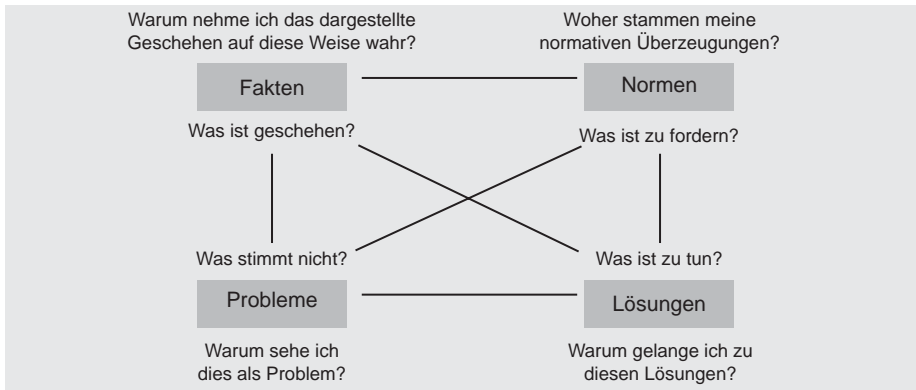 Warum nehme ich das dargestellte
Geschehen auf diese Weise wahr?
Woher stammen meine
normativen Überzeugungen?
Fakten
Normen
Was ist geschehen?
Was ist zu fordern?
Was stimmt nicht?
Was ist zu tun?
Probleme
Lösungen
Warum sehe ich
dies als Problem?
Warum gelange ich zu
diesen Lösungen?